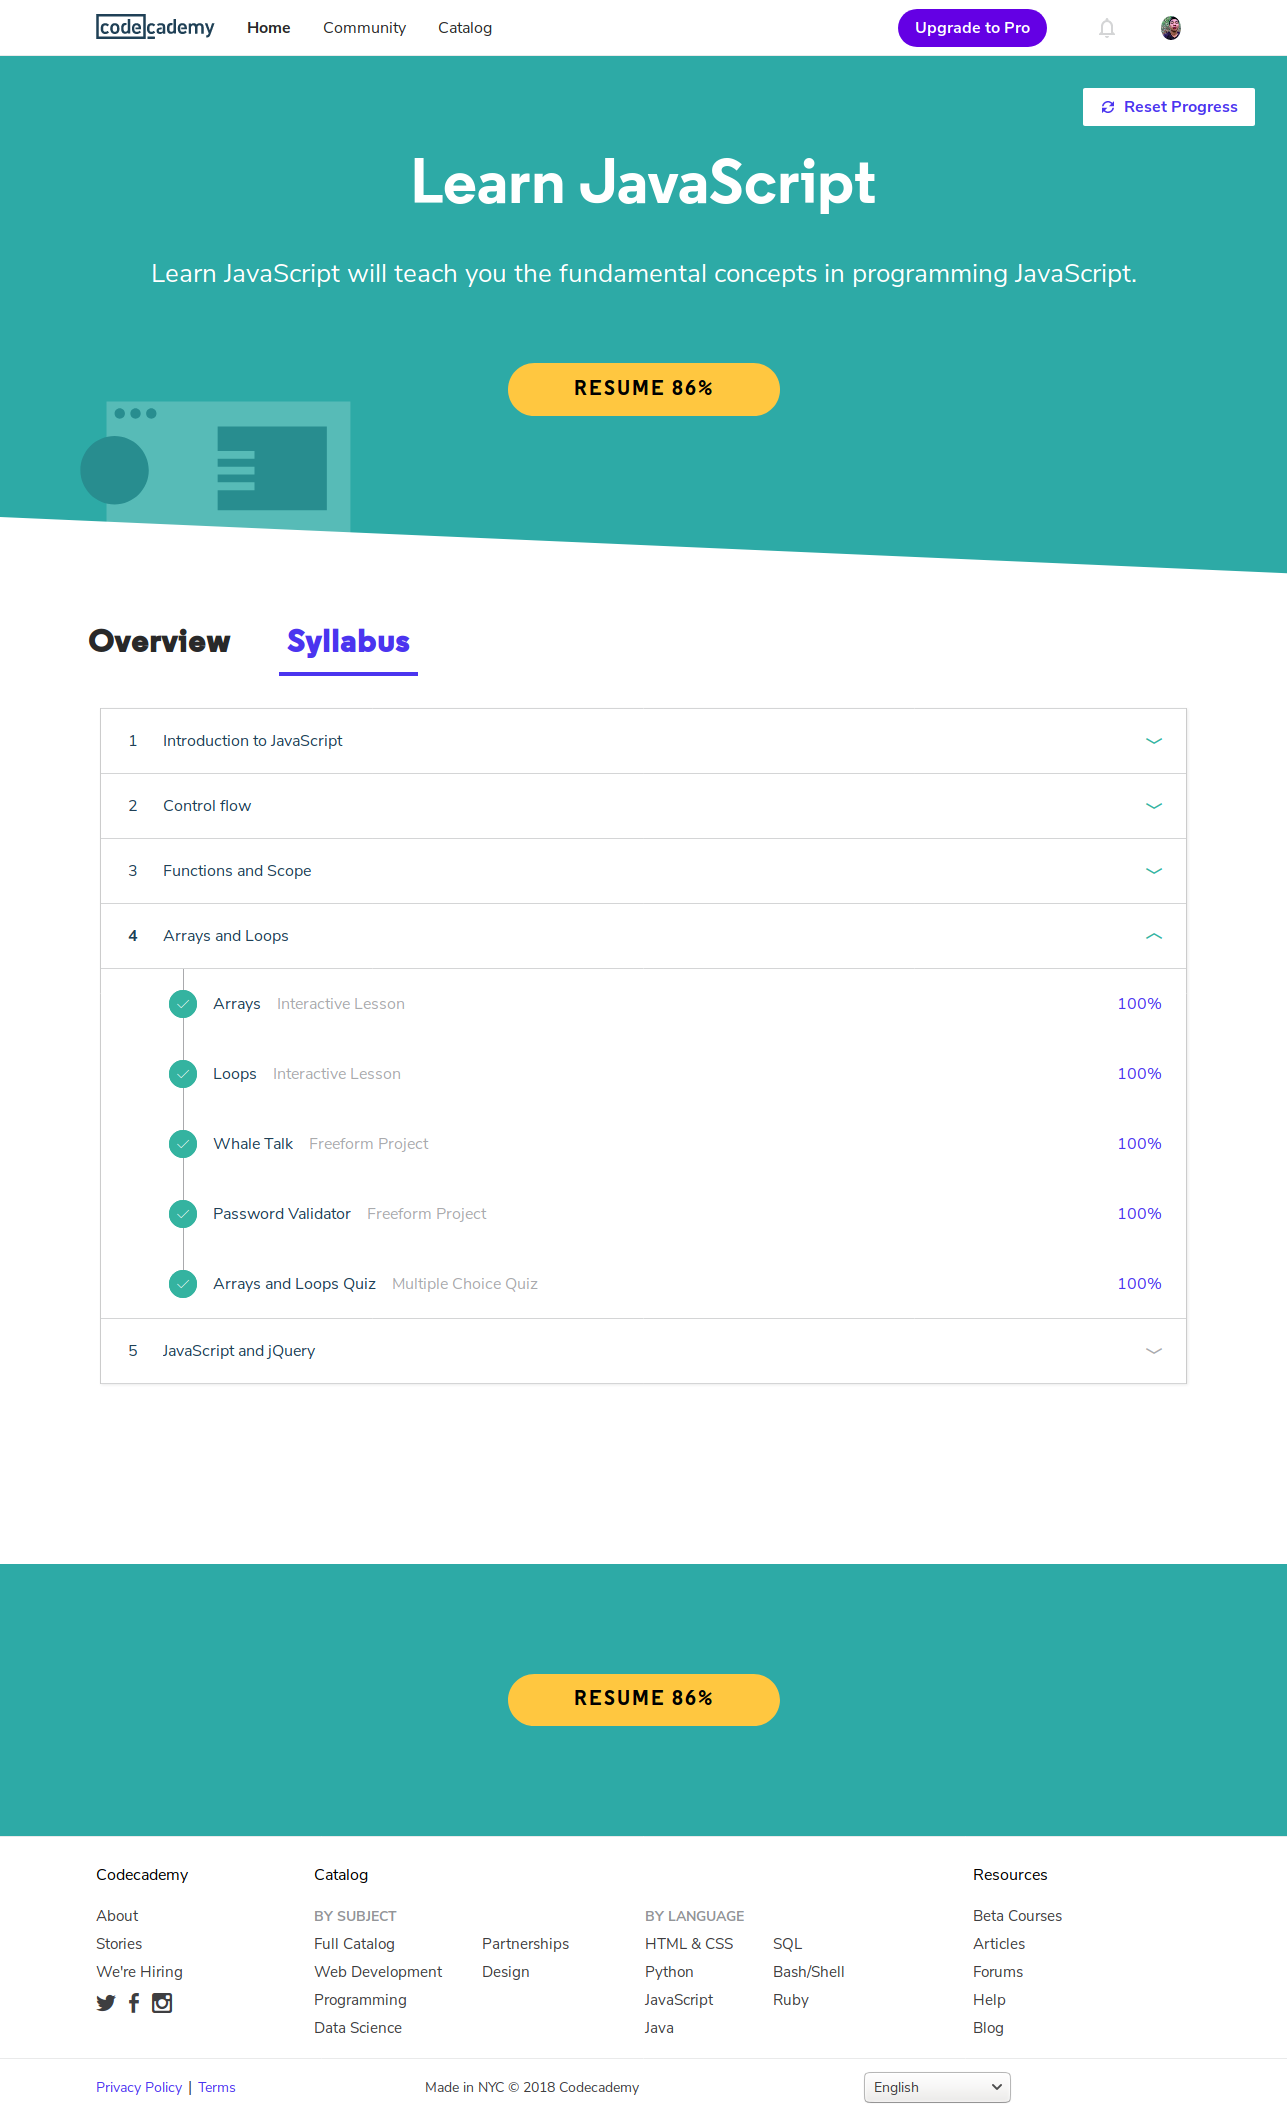 codecademy Home Community Catalog Upgrade to Pro
Reset Progress
Learn JavaScript
Learn JavaScript will teach you the fundamental concepts in programming JavaScript.
RESUME 86%
Overview Syllabus
1 Introduction to JavaScript
2 Control flow
3 Functions and Scope
4 Arrays and Loops
Arrays Interactive Lesson 100%
Loops Interactive Lesson 100%
Whale Talk Freeform Project 100%
Password Validator Freeform Project 100%
Arrays and Loops Quiz Multiple Choice Quiz 100%
5 JavaScript and jQuery
RESUME 86%
Codecademy Catalog Resources
About BY SUBJECT BY LANGUAGE Beta Courses
Stories Full Catalog Partnerships HTML & CSS SQL Articles
We're Hiring Web Development Design Python Bash/Shell Forums
Programming JavaScript Ruby Help
Data Science Java Blog
Privacy Policy | Terms Made in NYC © 2018 Codecademy English